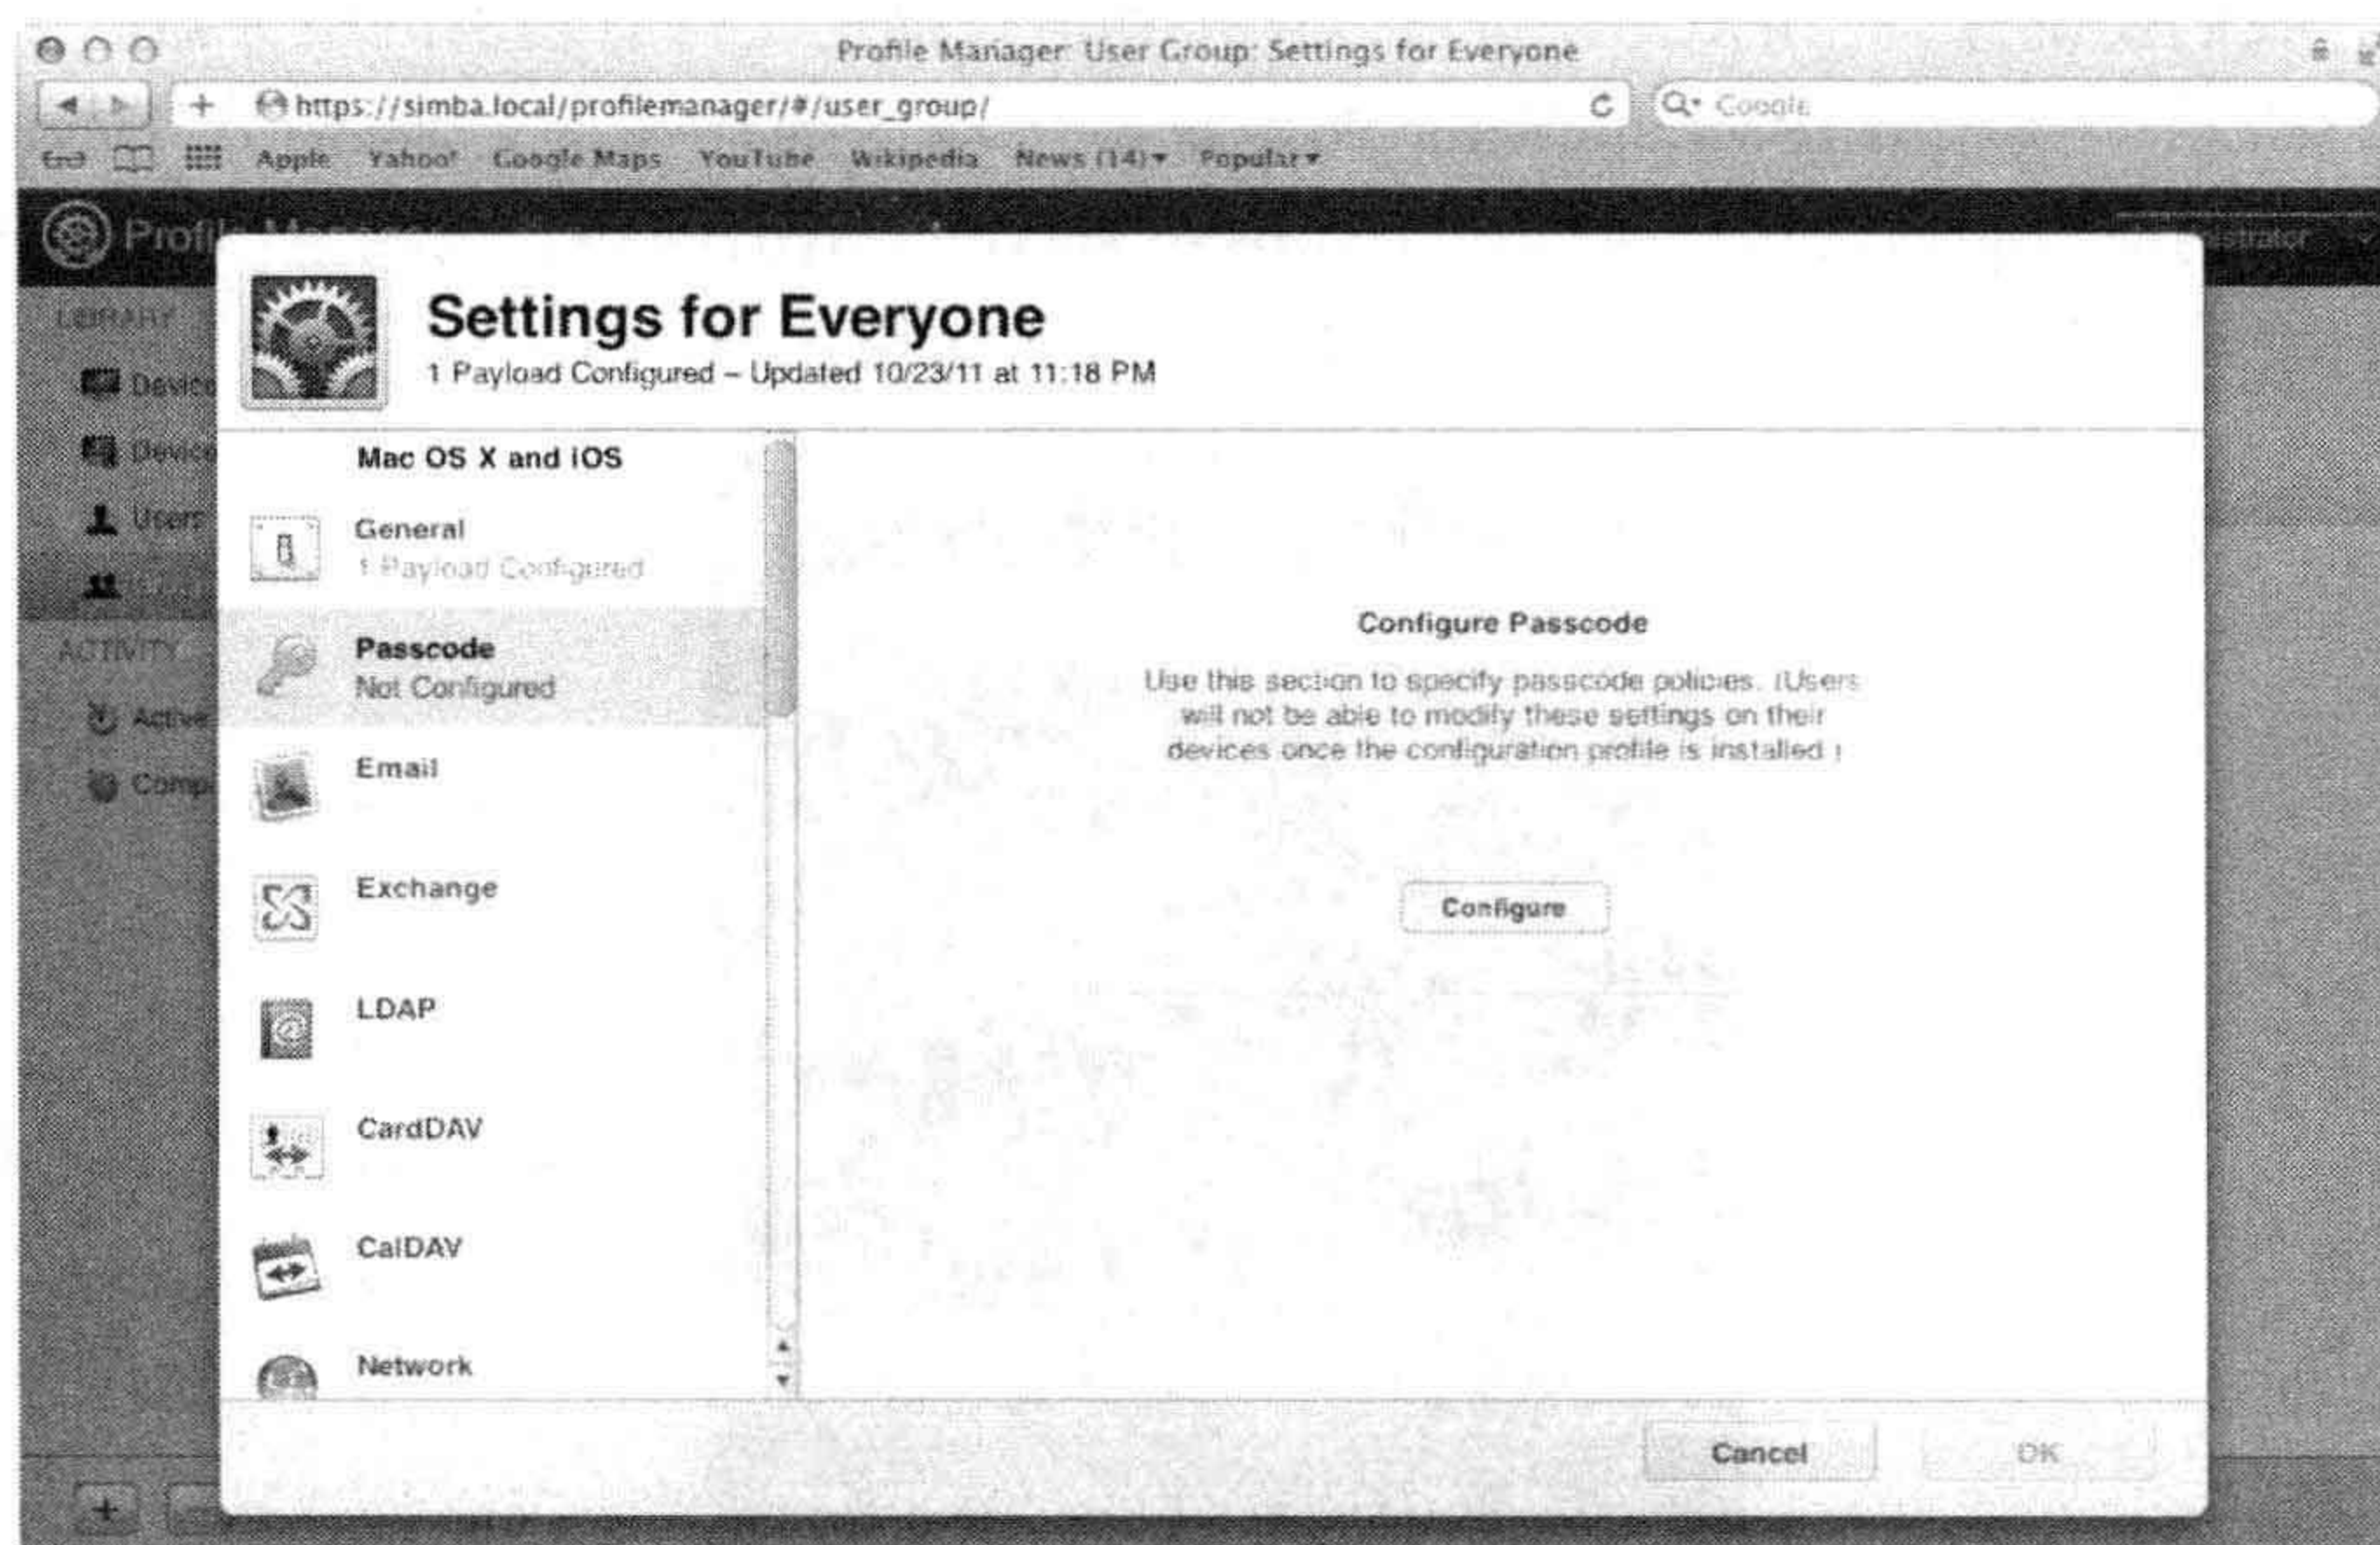 Profile Manager: User Group: Settings for Everyone
https://simba.local/profilemanager/#/user_group/
Google
Apple Yahoo! Google Maps YouTube Wikipedia News (14) Popular
LIBRARY
Users
ACTIVITY
Active
Settings for Everyone
1 Payload Configured – Updated 10/23/11 at 11:18 PM
Mac OS X and iOS
General
1 Payload Configured
Passcode
Not Configured
Email
Exchange
LDAP
CardDAV
CalDAV
Network
Configure Passcode
Use this section to specify passcode policies. (Users
will not be able to modify these settings on their
devices once the configuration profile is installed.)
Configure
Cancel
OK